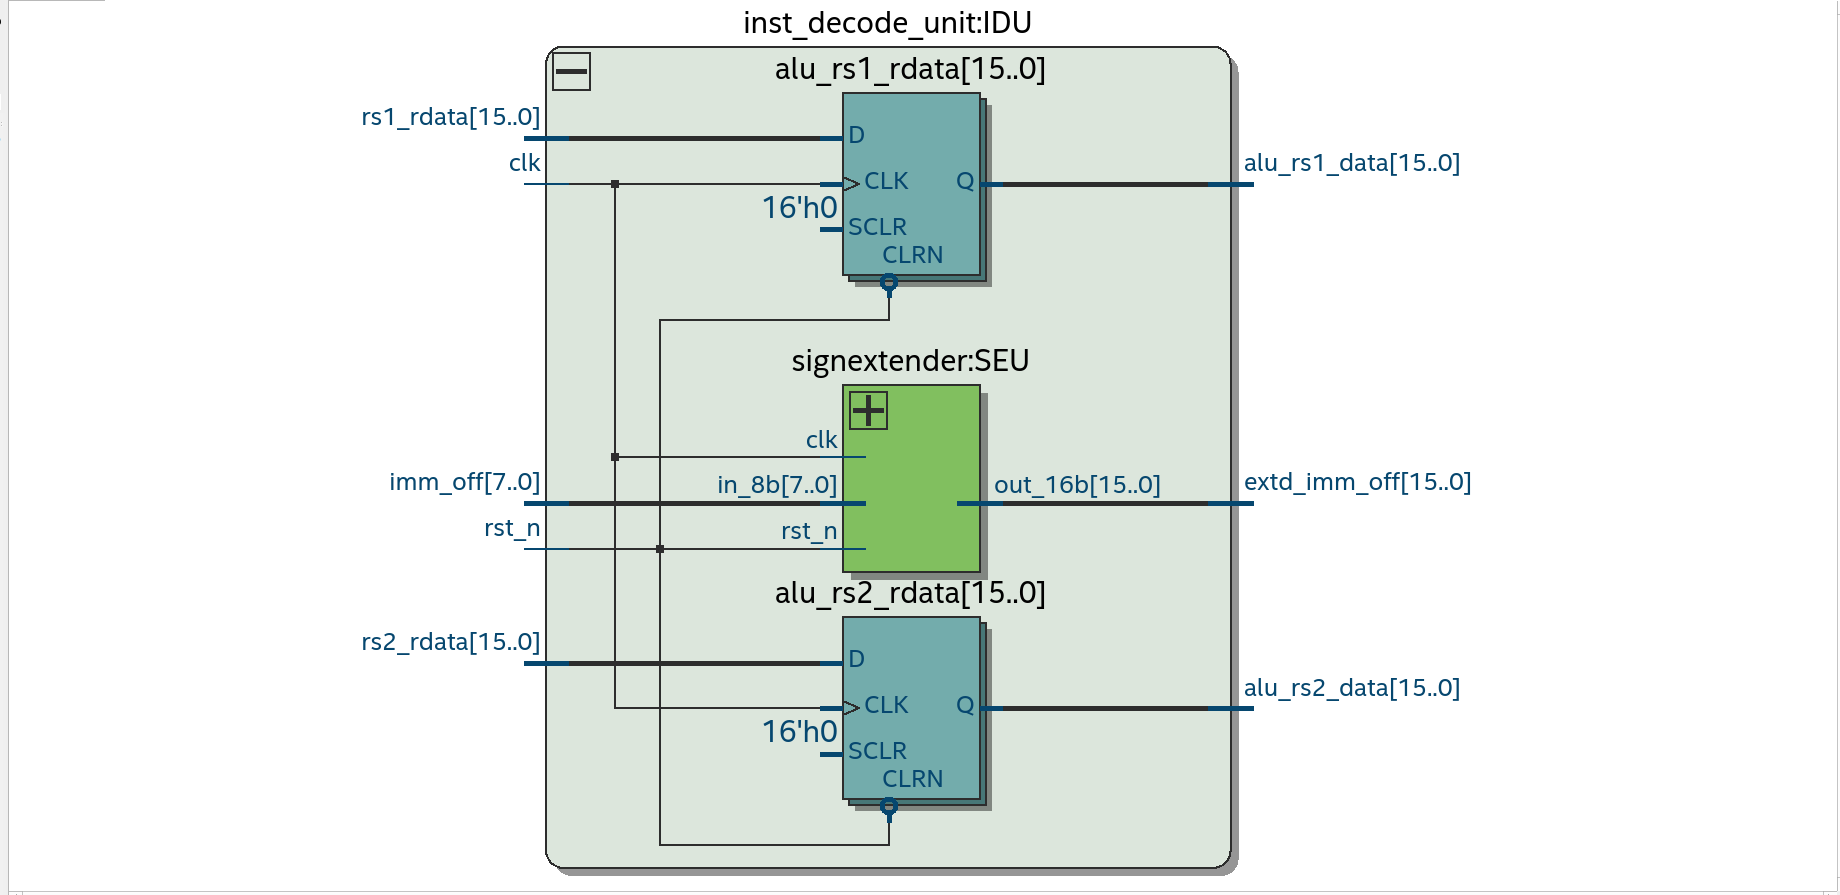 inst_decode_unit:IDU
alu_rs1_rdata[15..0]
rs1_rdata[15..0]
D
clk
CLK
Q
alu_rs1_data[15..0]
16'h0
SCLR
CLRN
signextender:SEU
clk
imm_off[7..0]
in_8b[7..0]
out_16b[15..0]
extd_imm_off[15..0]
rst_n
rst_n
alu_rs2_rdata[15..0]
rs2_rdata[15..0]
D
CLK
Q
alu_rs2_data[15..0]
16'h0
SCLR
CLRN